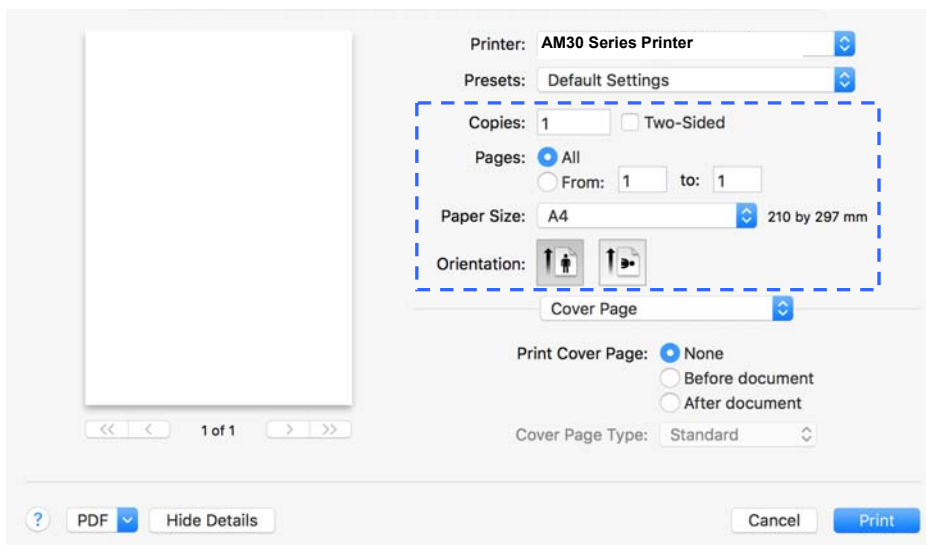 Printer: AM30 Series Printer
Presets: Default Settings
Copies: 1 Two-Sided
Pages: All
From: 1 to: 1
Paper Size: A4 210 by 297 mm
Orientation:
Cover Page
Print Cover Page: None
Before document
After document
Cover Page Type: Standard
<< < 1 of 1 > >>
? PDF Hide Details Cancel Print